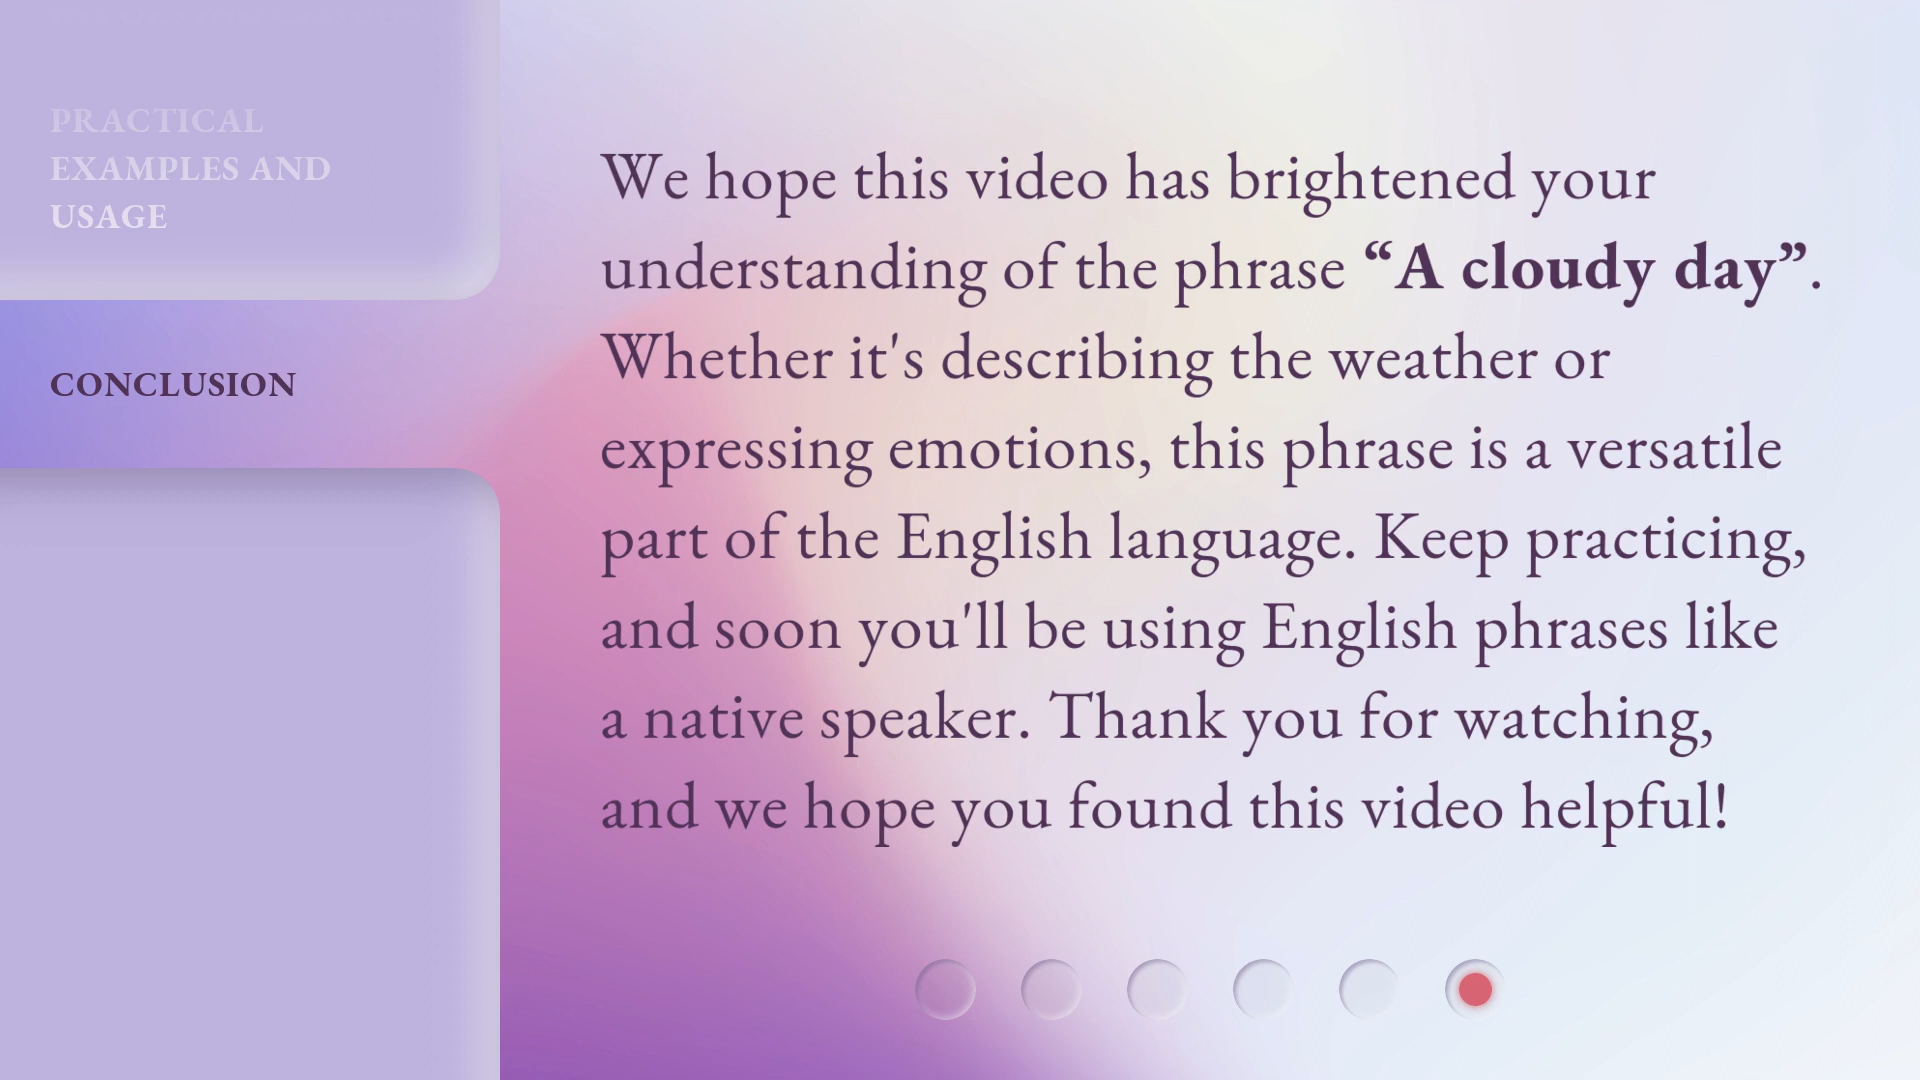 PRACTICAL
EXAMPLES AND
USAGE
CONCLUSION
We hope this video has brightened your
understanding of the phrase “A cloudy day”.
Whether it's describing the weather or
expressing emotions, this phrase is a versatile
part of the English language. Keep practicing,
and soon you'll be using English phrases like
a native speaker. Thank you for watching,
and we hope you found this video helpful!